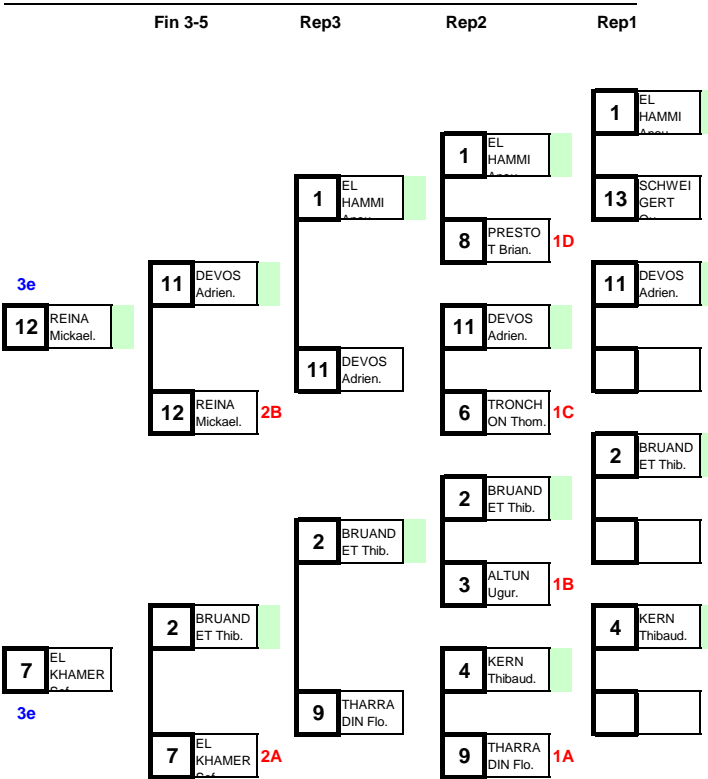 Fin 3-5 Rep3 Rep2 Rep1
3e
12
REINA
Mickael.
7
EL
KHAMER
3e
11
DEVOS
Adrien.
12
REINA
Mickael.
2B
2
BRUAND
ET Thib.
7
EL
KHAMER
2A
1
EL
HAMMI
11
DEVOS
Adrien.
2
BRUAND
ET Thib.
9
THARRA
DIN Flo.
1
EL
HAMMI
8
PRESTO
T Brian.
1D
11
DEVOS
Adrien.
6
TRONCH
ON Thom.
1C
2
BRUAND
ET Thib.
3
ALTUN
Ugur.
1B
4
KERN
Thibaud.
9
THARRA
DIN Flo.
1A
1
EL
HAMMI
13
SCHWEI
GERT
11
DEVOS
Adrien.
2
BRUAND
ET Thib.
4
KERN
Thibaud.